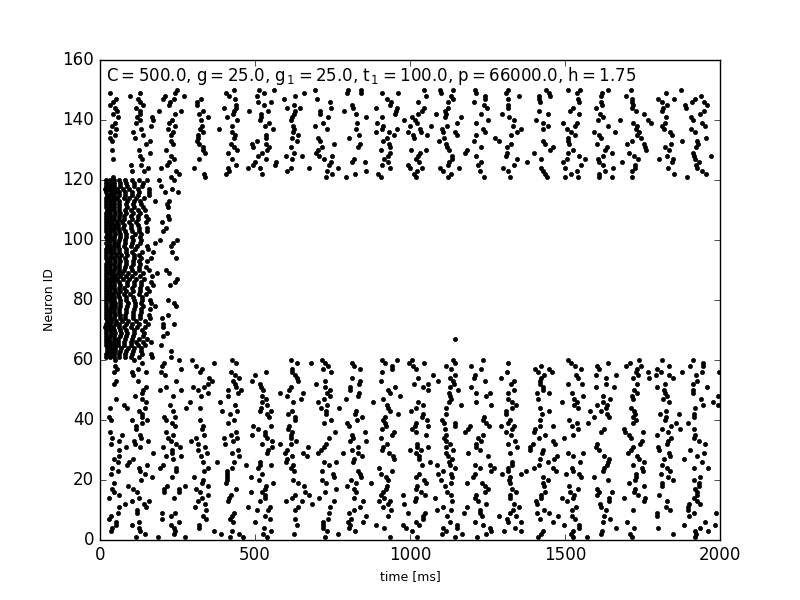 C = 500.0, g = 25.0, g₁ = 25.0, t₁ = 100.0, p = 66000.0, h = 1.75
160
140
120
100
80
60
40
20
0
Neuron ID
0 500 1000 1500 2000
time [ms]